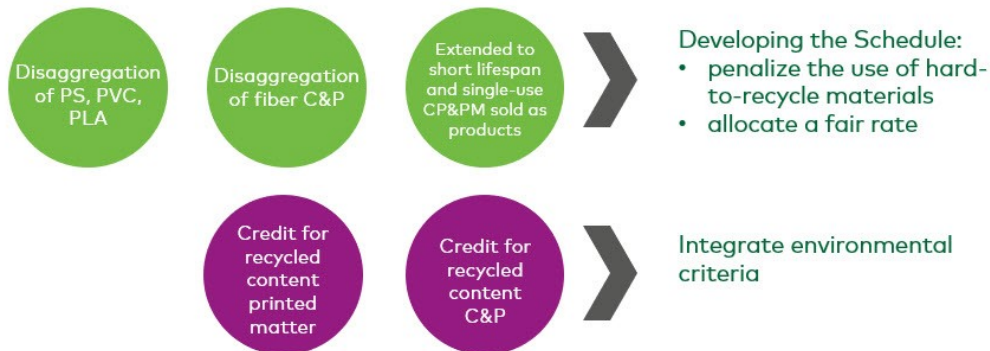 Disaggregation
of PS, PVC,
PLA
Disaggregation
of fiber C&P
Extended to
short lifespan
and single-use
CP&PM sold as
products
Developing the Schedule:
• penalize the use of hard-
to-recycle materials
• allocate a fair rate
Credit for
recycled
content
printed
matter
Credit for
recycled
content
C&P
Integrate environmental
criteria